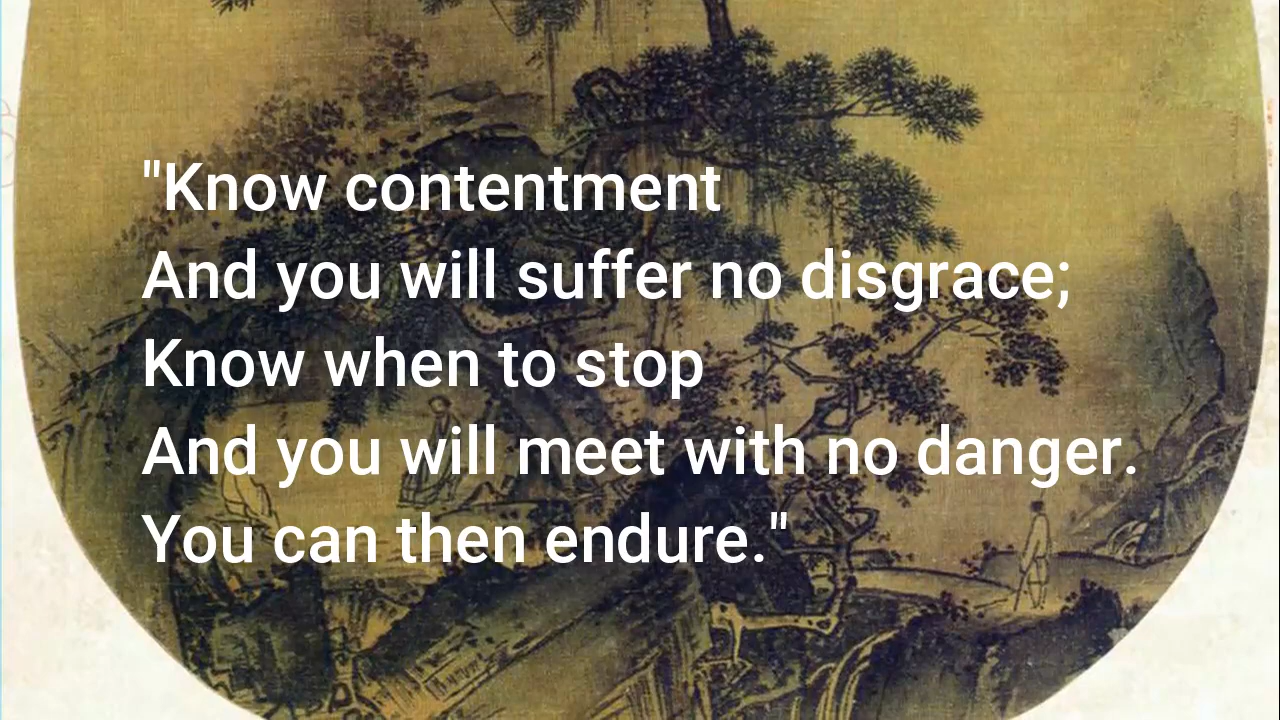 "Know contentment
And you will suffer no disgrace;
Know when to stop
And you will meet with no danger.
You can then endure."